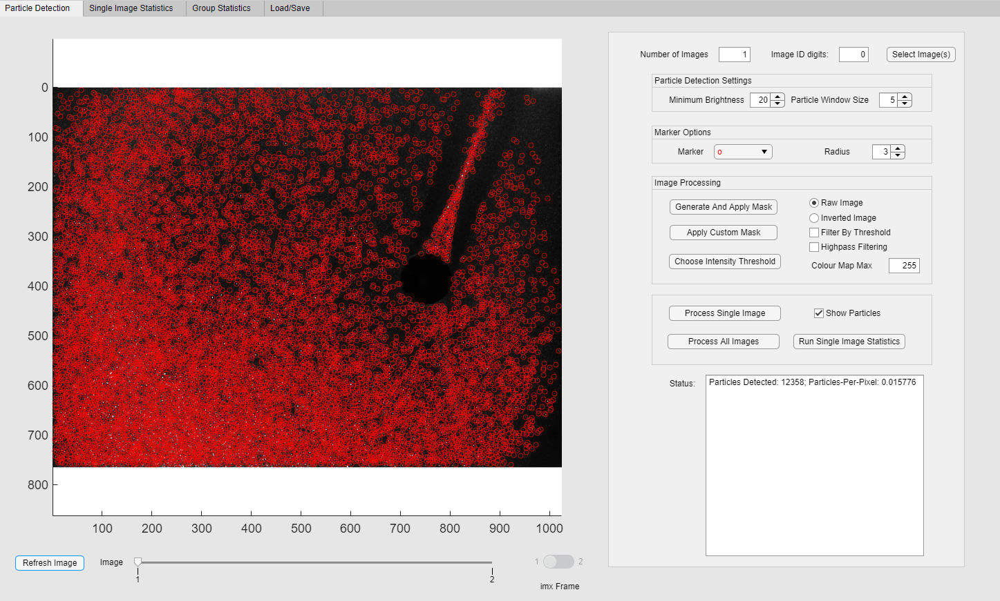 Particle Detection
Single Image Statistics
Group Statistics
Load/Save
0
100
200
300
400
500
600
700
800
100 200 300 400 500 600 700 800 900 1000
Refresh Image
Image
1
2
1 2
imx Frame
Number of Images 1 Image ID digits: 0 Select Image(s)
Particle Detection Settings
Minimum Brightness 20 Particle Window Size 5
Marker Options
Marker o Radius 3
Image Processing
Generate And Apply Mask
Apply Custom Mask
Choose Intensity Threshold
Raw Image
Inverted Image
Filter By Threshold
Highpass Filtering
Colour Map Max 255
Process Single Image Show Particles
Process All Images Run Single Image Statistics
Status: Particles Detected: 12358; Particles-Per-Pixel: 0.015776